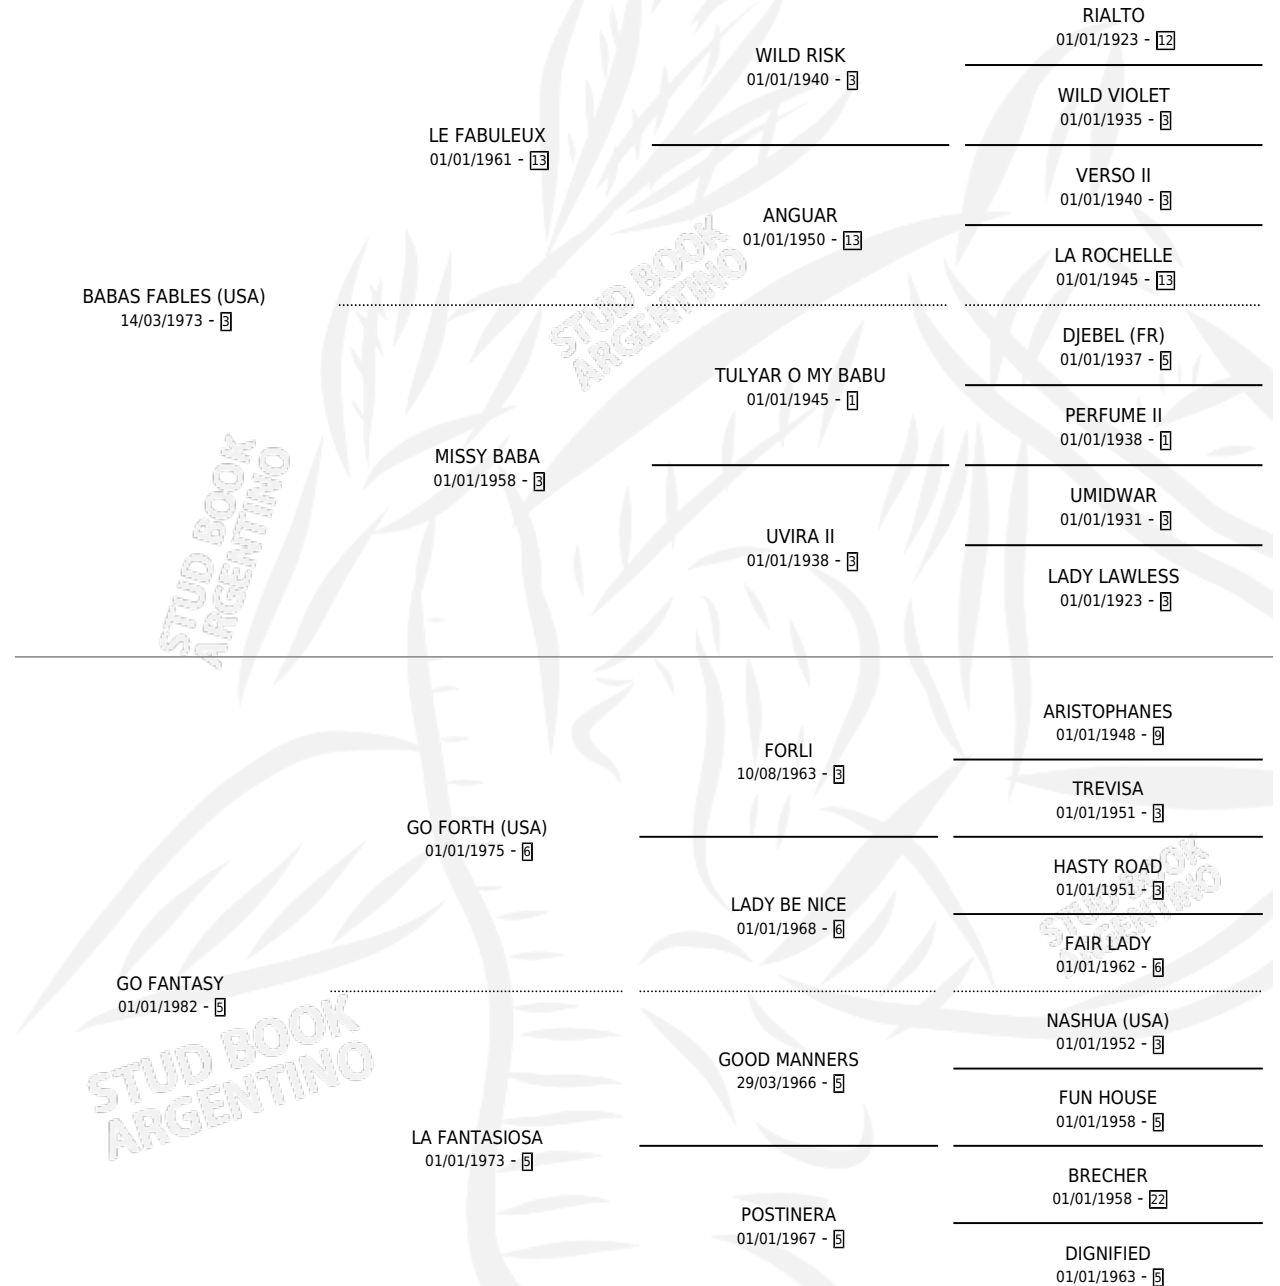 RIALTO
01/01/1923 - 12
WILD RISK
01/01/1940 - 3
WILD VIOLET
01/01/1935 - 3
LE FABULEUX
01/01/1961 - 13
VERSO II
01/01/1940 - 3
ANGUAR
01/01/1950 - 13
LA ROCHELLE
01/01/1945 - 13
BABAS FABLES (USA)
14/03/1973 - 3
STUD BOOK
ARGENTINO
DJEBEL (FR)
01/01/1937 - 5
TULYAR O MY BABU
01/01/1945 - 1
PERFUME II
01/01/1938 - 1
MISSY BABA
01/01/1958 - 3
UMIDWAR
01/01/1931 - 3
UVIRA II
01/01/1938 - 3
LADY LAWLESS
01/01/1923 - 3
STUD BOOK
ARGENTINO
ARISTOPHANES
01/01/1948 - 9
FORLI
10/08/1963 - 3
TREVISA
01/01/1951 - 3
GO FORTH (USA)
01/01/1975 - 6
HASTY ROAD
01/01/1951 - 3
LADY BE NICE
01/01/1968 - 6
FAIR LADY
01/01/1962 - 6
STUD BOOK
ARGENTINO
GO FANTASY
01/01/1982 - 5
NASHUA (USA)
01/01/1952 - 3
GOOD MANNERS
29/03/1966 - 5
FUN HOUSE
01/01/1958 - 5
STUD BOOK
ARGENTINO
LA FANTASIOSA
01/01/1973 - 5
BRECHER
01/01/1958 - 22
POSTINERA
01/01/1967 - 5
DIGNIFIED
01/01/1963 - 5